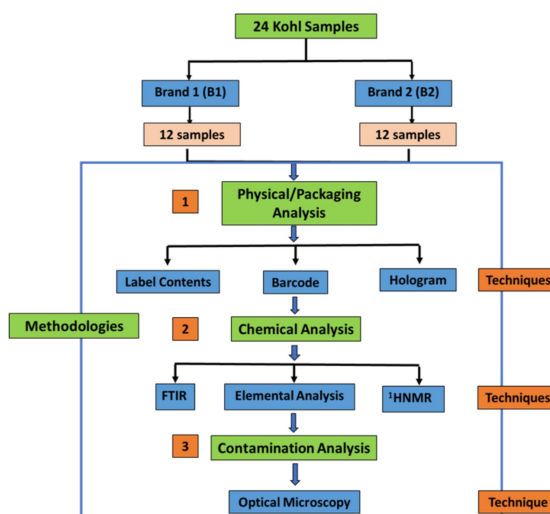 24 Kohl Samples
Brand 1 (B1)
Brand 2 (B2)
12 samples
12 samples
1
Physical/Packaging
Analysis
Label Contents
Barcode
Hologram
Techniques
Methodologies
2
Chemical Analysis
FTIR
Elemental Analysis
¹HNMR
Techniques
3
Contamination Analysis
Optical Microscopy
Technique